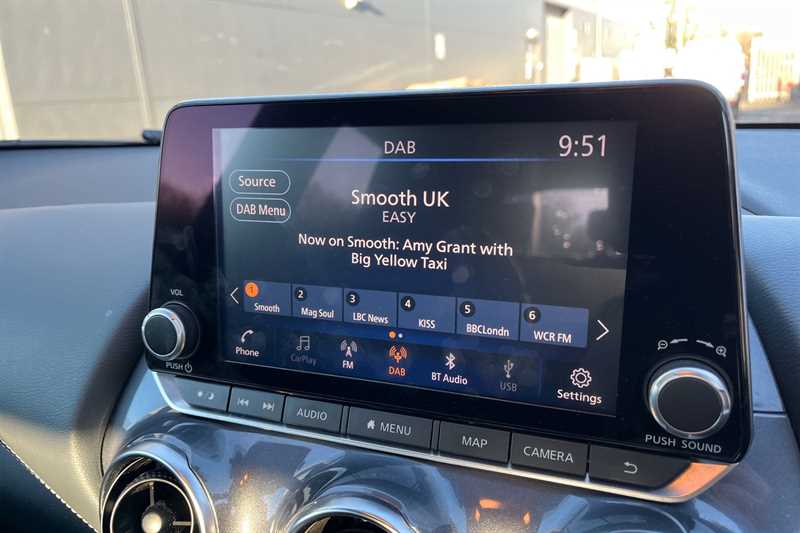 DAB
9:51
Source
DAB Menu
Smooth UK
EASY
Now on Smooth: Amy Grant with
Big Yellow Taxi
1
Smooth
2
Mag Soul
3
LBC News
4
KISS
5
BBCLondn
6
WCR FM
Phone
CarPlay
FM
DAB
BT Audio
USB
Settings
VOL
PUSH
PUSH SOUND
AUDIO
MENU
MAP
CAMERA